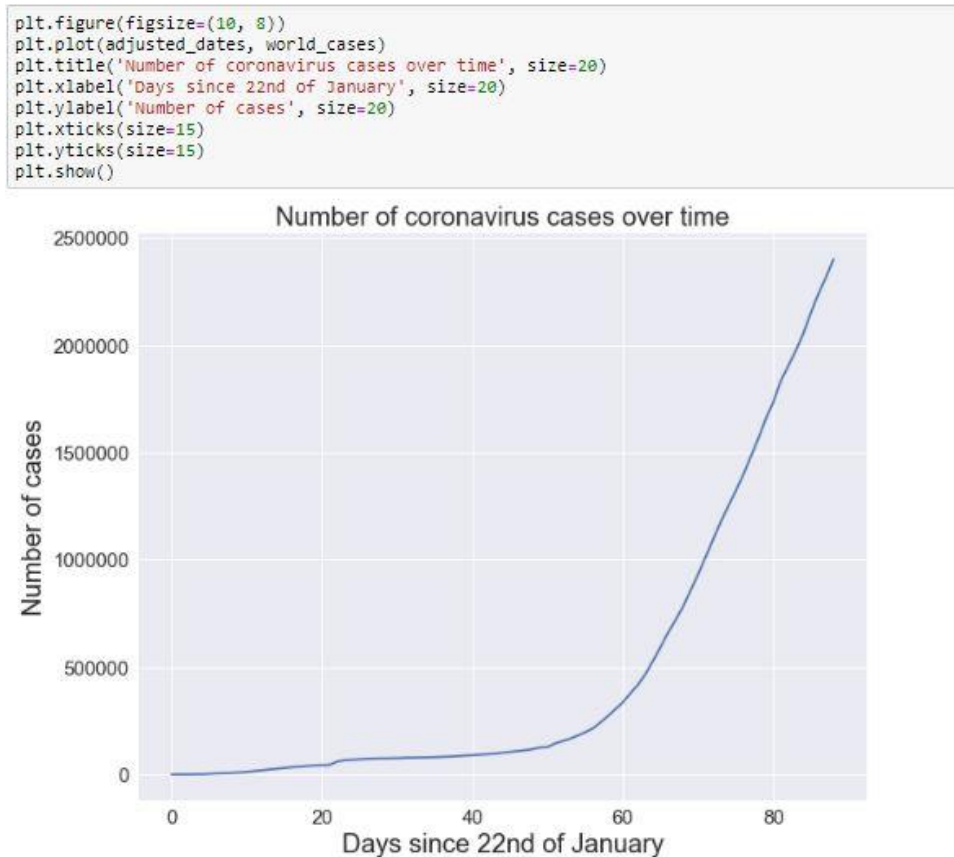 plt.figure(figsize=(10, 8))
plt.plot(adjusted_dates, world_cases)
plt.title('Number of coronavirus cases over time', size=20)
plt.xlabel('Days since 22nd of January', size=20)
plt.ylabel('Number of cases', size=20)
plt.xticks(size=15)
plt.yticks(size=15)
plt.show()
Number of coronavirus cases over time
2500000
2000000
1500000
1000000
500000
0
Number of cases
0 20 40 60 80
Days since 22nd of January